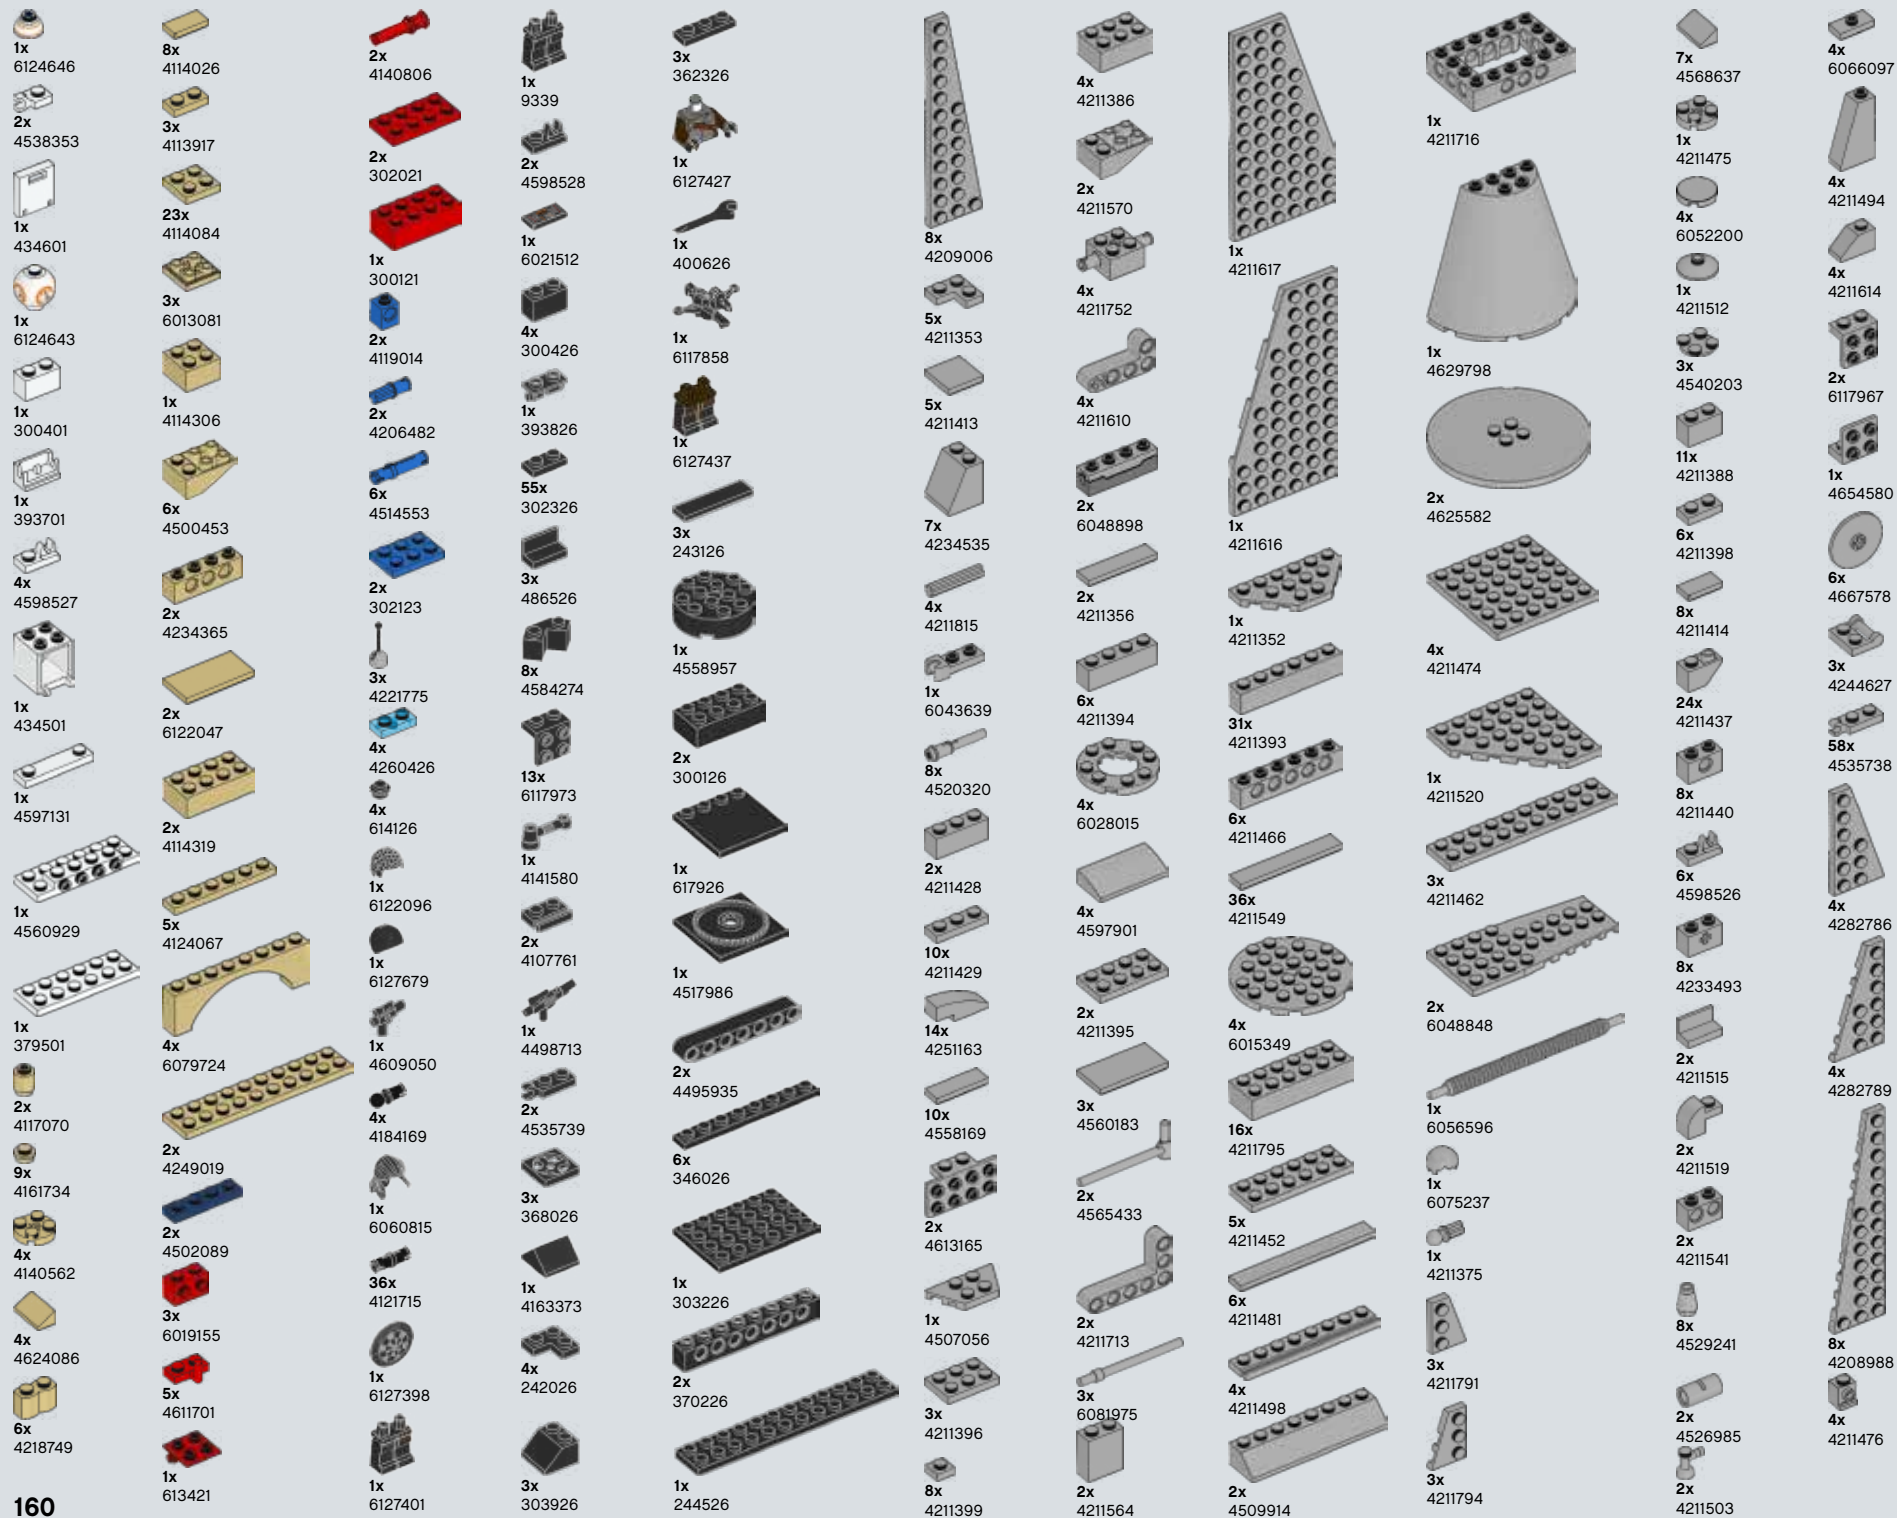 1x
6124646
2x
4538353
1x
434601
1x
6124643
1x
300401
1x
393701
4x
4598527
1x
434501
1x
4597131
1x
4560929
1x
379501
2x
4117070
9x
4161734
4x
4140562
4x
4624086
6x
4218749
160
8x
4114026
3x
4113917
23x
4114084
3x
6013081
1x
4114306
6x
4500453
2x
4234365
2x
6122047
2x
4114319
5x
4124067
4x
6079724
2x
4249019
2x
4502089
3x
6019155
5x
4611701
1x
613421
2x
4140806
2x
302021
1x
300121
2x
4119014
2x
4206482
6x
4514553
2x
302123
3x
4221775
4x
4260426
4x
614126
1x
6122096
1x
6127679
1x
4609050
4x
4184169
1x
6060815
36x
4121715
1x
6127398
1x
6127401
1x
9339
2x
4598528
1x
6021512
4x
300426
1x
393826
55x
302326
3x
486526
8x
4584274
13x
6117973
1x
4141580
2x
4107761
1x
4498713
2x
4535739
3x
368026
1x
4163373
4x
242026
3x
303926
3x
362326
1x
6127427
1x
400626
1x
6117858
1x
6127437
3x
243126
1x
4558957
2x
300126
1x
617926
1x
4517986
2x
4495935
6x
346026
1x
303226
2x
370226
1x
244526
8x
4209006
5x
4211353
5x
4211413
7x
4234535
4x
4211815
1x
6043639
8x
4520320
2x
4211428
10x
4211429
14x
4251163
10x
4558169
2x
4613165
1x
4507056
3x
4211396
8x
4211399
4x
4211386
2x
4211570
4x
4211752
4x
4211610
2x
6048898
2x
4211356
6x
4211394
4x
6028015
4x
4597901
2x
4211395
3x
4560183
2x
4565433
2x
4211713
3x
6081975
2x
4211564
1x
4211617
1x
4211616
1x
4211352
31x
4211393
6x
4211466
36x
4211549
4x
6015349
16x
4211795
5x
4211452
6x
4211481
4x
4211498
2x
4509914
1x
4211716
1x
4629798
2x
4625582
4x
4211474
1x
4211520
3x
4211462
2x
6048848
1x
6056596
1x
6075237
1x
4211375
3x
4211791
3x
4211794
7x
4568637
1x
4211475
4x
6052200
1x
4211512
3x
4540203
11x
4211388
6x
4211398
8x
4211414
24x
4211437
8x
4211440
6x
4598526
8x
4233493
2x
4211515
2x
4211519
2x
4211541
8x
4529241
2x
4526985
2x
4211503
4x
6066097
4x
4211494
4x
4211614
2x
6117967
1x
4654580
6x
4667578
3x
4244627
58x
4535738
4x
4282786
4x
4282789
8x
4208988
4x
4211476